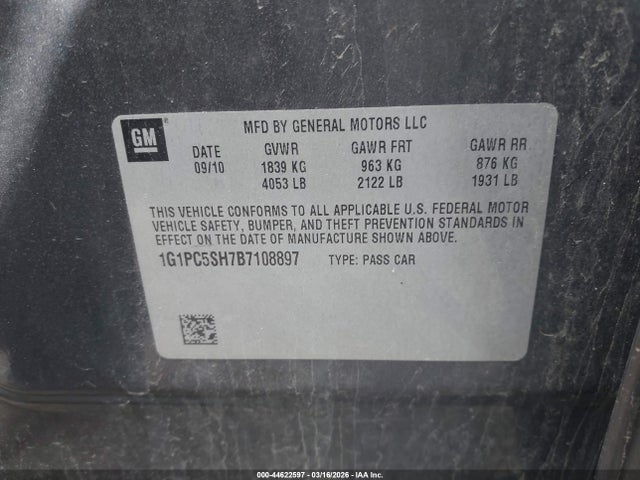 GM
MFD BY GENERAL MOTORS LLC
DATE GVWR GAWR FRT GAWR RR
09/10 1839 KG 963 KG 876 KG
4053 LB 2122 LB 1931 LB
THIS VEHICLE CONFORMS TO ALL APPLICABLE U.S. FEDERAL MOTOR
VEHICLE SAFETY, BUMPER, AND THEFT PREVENTION STANDARDS IN
EFFECT ON THE DATE OF MANUFACTURE SHOWN ABOVE.
1G1PC5SH7B7108897 TYPE: PASS CAR
000-44622597 - 03/16/2026 - IAA Inc.